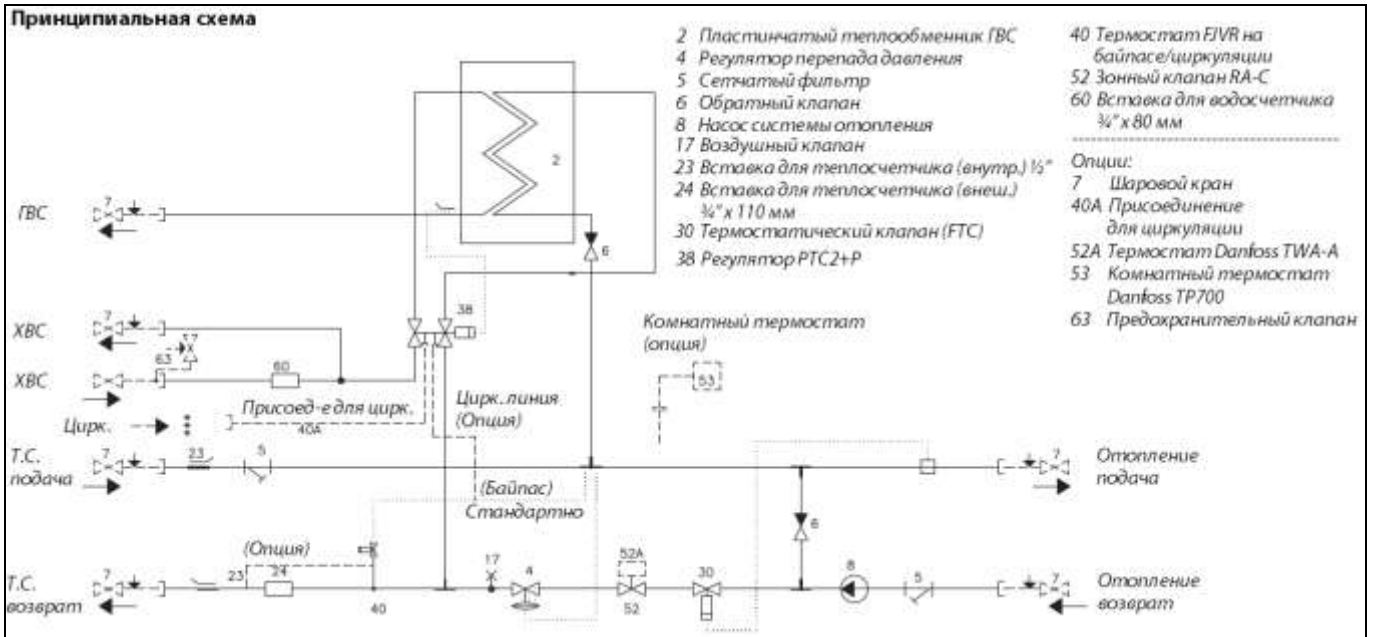 Принципиальная схема
2 Пластинчатый теплообменник ГВС
4 Регулятор перепада давления
5 Сетчатый фильтр
6 Обратный клапан
8 Насос системы отопления
17 Воздушный клапан
23 Вставка для теплосчетчика (внутр.) ½"
24 Вставка для теплосчетчика (внеш.)
¾" x 110 мм
30 Термостатический клапан (FTC)
38 Регулятор РТС2+Р
40 Термостат FJVR на
байпасе/циркуляции
52 Зонный клапан RA-C
60 Вставка для водосчетчика
¾" x 80 мм
Опции:
7 Шаровой кран
40А Присоединение
для циркуляции
52А Термостат Danfoss TWA-A
53 Комнатный термостат
Danfoss TP700
63 Предохранительный клапан
2
ГВС
7
6
38
ХВС
7
63
ХВС
7
60
Комнатный термостат
(опция)
53
Цирк.
Присоед-е для цирк.
40А
Цирк. линия
(Опция)
Т.С.
подача
7
23
5
7
Отопление
подача
(Байпас)
Стандартно
6
(Опция)
Т.С.
возврат
7
23
24
40
17
4
52А
52
30
8
5
7
Отопление
возврат